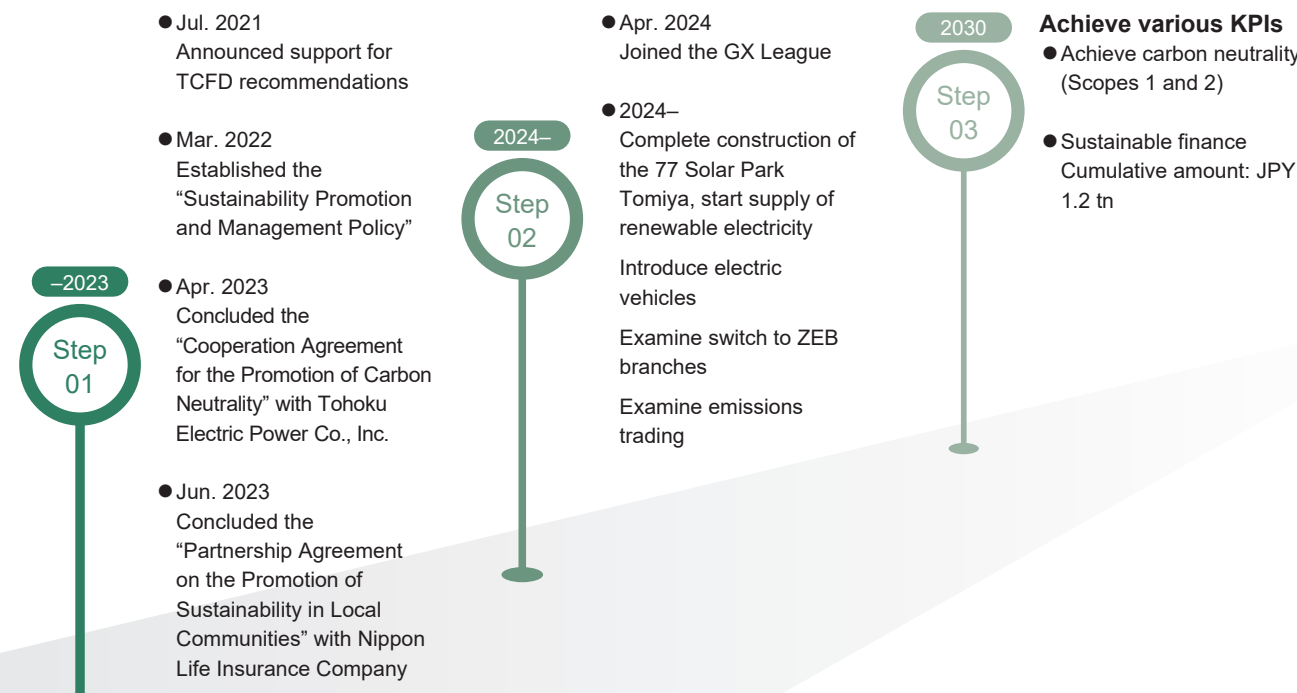 –2023
Step
01
● Jul. 2021
Announced support for
TCFD recommendations
● Mar. 2022
Established the
“Sustainability Promotion
and Management Policy”
● Apr. 2023
Concluded the
“Cooperation Agreement
for the Promotion of Carbon
Neutrality” with Tohoku
Electric Power Co., Inc.
● Jun. 2023
Concluded the
“Partnership Agreement
on the Promotion of
Sustainability in Local
Communities” with Nippon
Life Insurance Company
2024–
Step
02
● Apr. 2024
Joined the GX League
● 2024–
Complete construction of
the 77 Solar Park
Tomiya, start supply of
renewable electricity
Introduce electric
vehicles
Examine switch to ZEB
branches
Examine emissions
trading
2030
Step
03
Achieve various KPIs
● Achieve carbon neutrality
(Scopes 1 and 2)
● Sustainable finance
Cumulative amount: JPY
1.2 tn